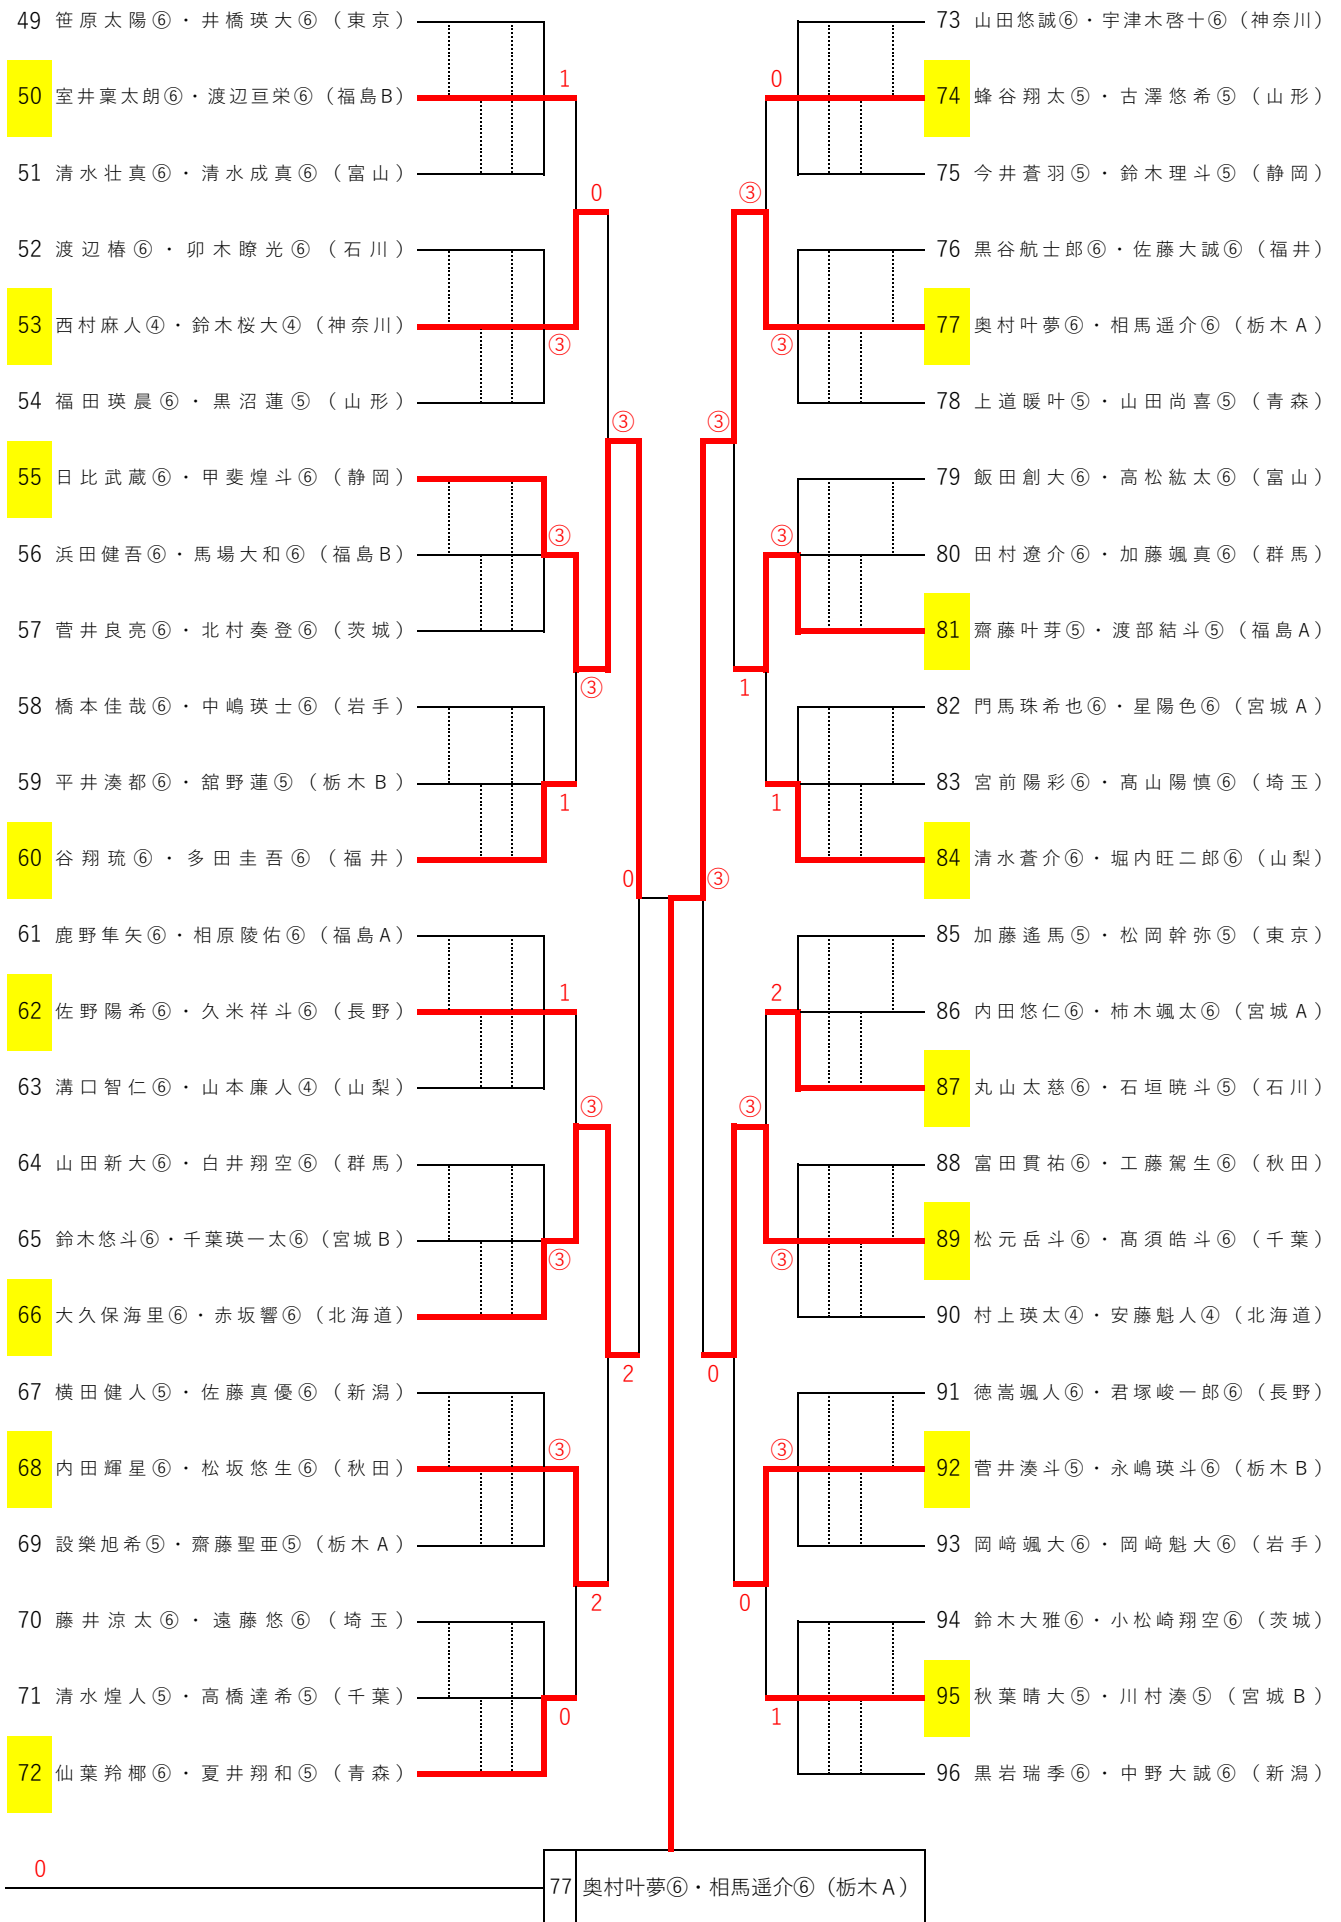 49 笹原太陽⑥・井橋瑛大⑥（東京）
50 室井稟太朗⑥・渡辺亘栄⑥（福島B）
1
51 清水壮真⑥・清水成真⑥（富山）
0
52 渡辺椿⑥・卯木瞭光⑥（石川）
53 西村麻人④・鈴木桜大④（神奈川）
③
54 福田瑛晨⑥・黒沼蓮⑤（山形）
③
55 日比武蔵⑥・甲斐煌斗⑥（静岡）
③
56 浜田健吾⑥・馬場大和⑥（福島B）
57 菅井良亮⑥・北村奏登⑥（茨城）
③
58 橋本佳哉⑥・中嶋瑛士⑥（岩手）
59 平井湊都⑥・舘野蓮⑤（栃木B）
1
60 谷翔琉⑥・多田圭吾⑥（福井）
0
61 鹿野隼矢⑥・相原陵佑⑥（福島A）
1
62 佐野陽希⑥・久米祥斗⑥（長野）
63 溝口智仁⑥・山本廉人④（山梨）
③
64 山田新大⑥・白井翔空⑥（群馬）
65 鈴木悠斗⑥・千葉瑛一太⑥（宮城B）
③
66 大久保海里⑥・赤坂響⑥（北海道）
2
67 横田健人⑤・佐藤真優⑥（新潟）
③
68 内田輝星⑥・松坂悠生⑥（秋田）
69 設樂旭希⑤・齋藤聖亜⑤（栃木A）
2
70 藤井涼太⑥・遠藤悠⑥（埼玉）
71 清水煌人⑤・高橋達希⑤（千葉）
0
72 仙葉羚椰⑥・夏井翔和⑤（青森）
73 山田悠誠⑥・宇津木啓十⑥（神奈川）
0
74 蜂谷翔太⑤・古澤悠希⑤（山形）
75 今井蒼羽⑤・鈴木理斗⑤（静岡）
③
76 黒谷航士郎⑥・佐藤大誠⑥（福井）
77 奥村叶夢⑥・相馬遥介⑥（栃木A）
③
78 上道暖叶⑤・山田尚喜⑤（青森）
③
79 飯田創大⑥・高松紘太⑥（富山）
③
80 田村遼介⑥・加藤颯真⑥（群馬）
81 齋藤叶芽⑤・渡部結斗⑤（福島A）
1
82 門馬珠希也⑥・星陽色⑥（宮城A）
83 宮前陽彩⑥・髙山陽慎⑥（埼玉）
1
84 清水蒼介⑥・堀内旺二郎⑥（山梨）
③
85 加藤遙馬⑤・松岡幹弥⑤（東京）
2
86 内田悠仁⑥・柿木颯太⑥（宮城A）
87 丸山太慈⑥・石垣暁斗⑤（石川）
③
88 富田貫祐⑥・工藤駕生⑥（秋田）
89 松元岳斗⑥・髙須皓斗⑥（千葉）
③
90 村上瑛太④・安藤魁人④（北海道）
0
91 徳嵩颯人⑥・君塚峻一郎⑥（長野）
③
92 菅井湊斗⑤・永嶋瑛斗⑥（栃木B）
93 岡﨑颯大⑥・岡﨑魁大⑥（岩手）
0
94 鈴木大雅⑥・小松崎翔空⑥（茨城）
95 秋葉晴大⑤・川村湊⑤（宮城B）
1
96 黒岩瑞季⑥・中野大誠⑥（新潟）
0
77 奥村叶夢⑥・相馬遥介⑥（栃木A）